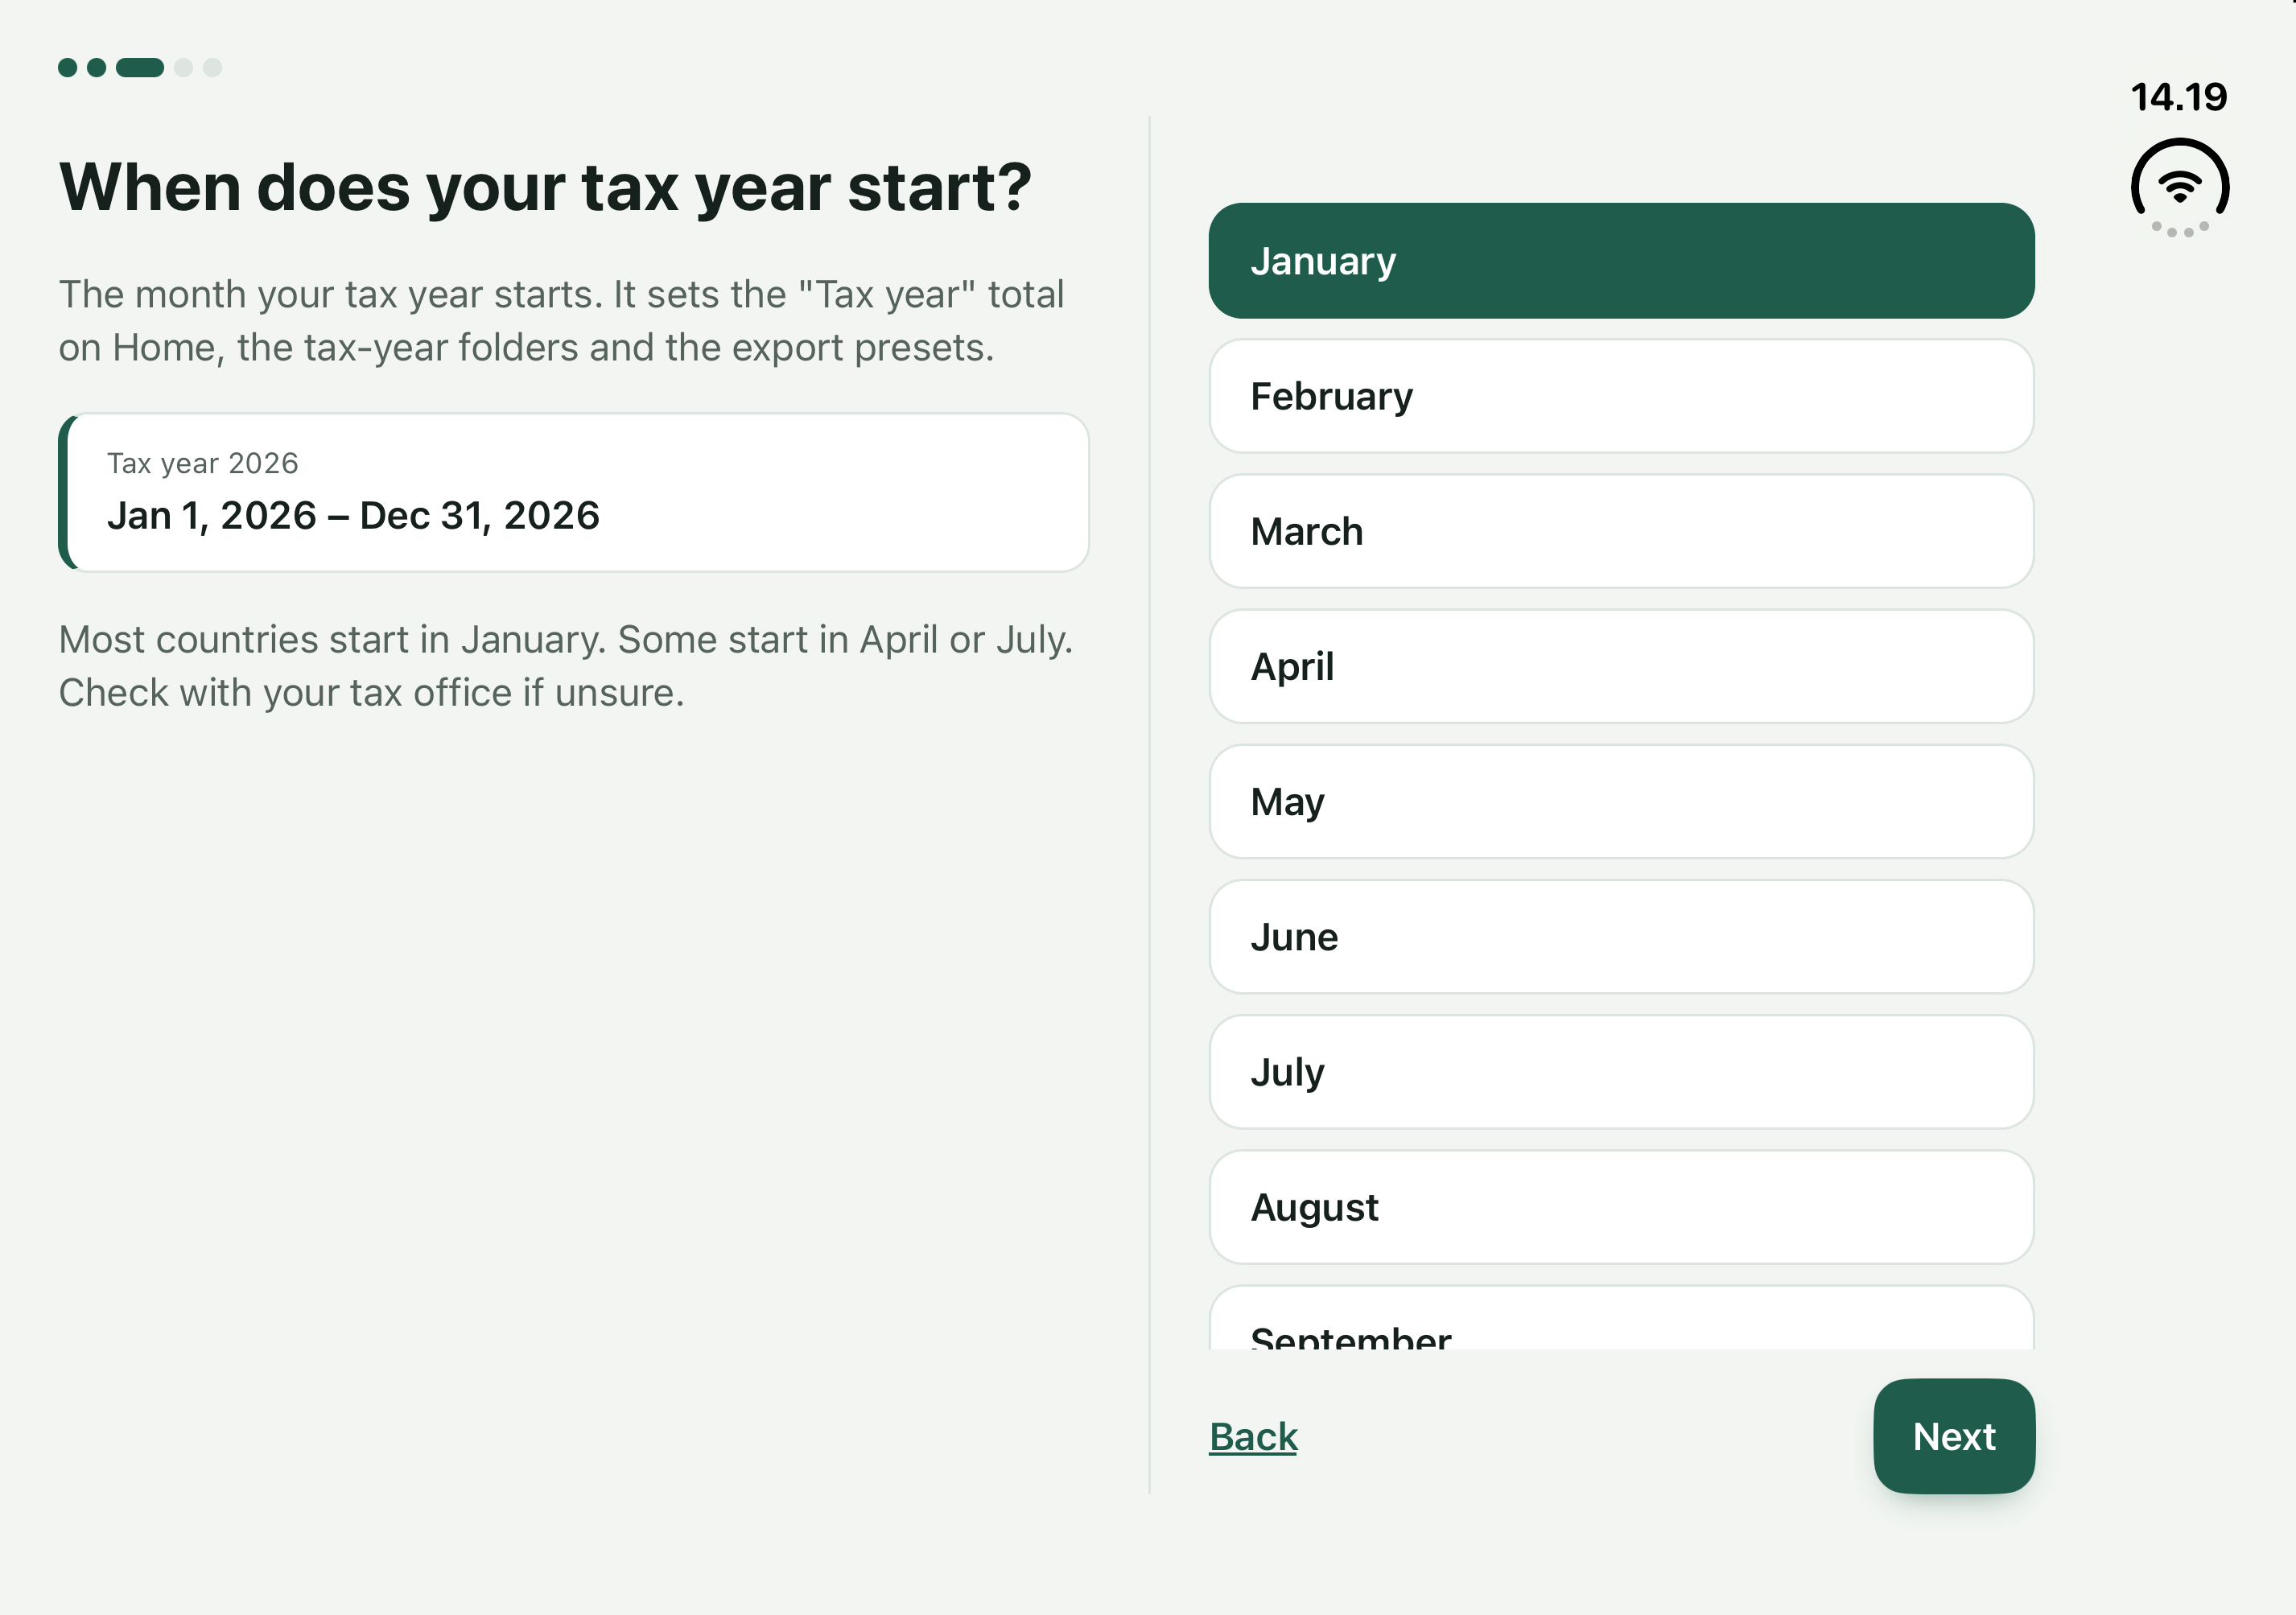 14.19
When does your tax year start?
The month your tax year starts. It sets the "Tax year" total
on Home, the tax-year folders and the export presets.
Tax year 2026
Jan 1, 2026 – Dec 31, 2026
Most countries start in January. Some start in April or July.
Check with your tax office if unsure.
January
February
March
April
May
June
July
August
September
Back
Next